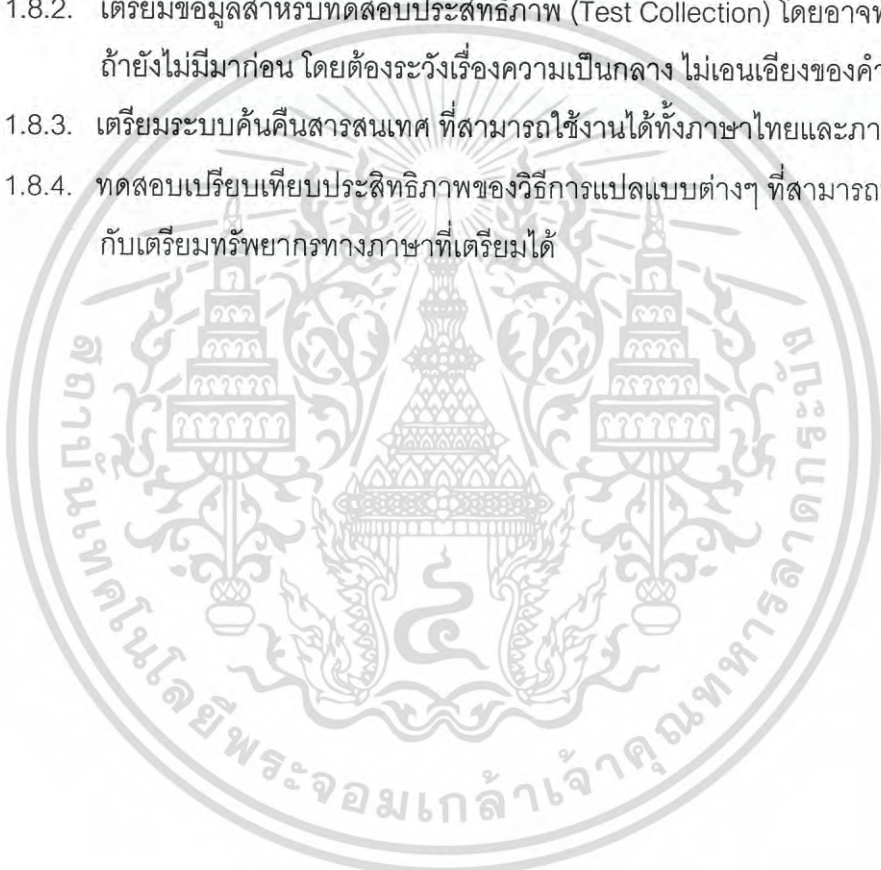 1.8.2. เตรียมข้อมูลสำหรับทดสอบประสิทธิภาพ (Test Collection) โดยอาจ
ถ้ายังไม่มีมาก่อน โดยต้องระวังเรื่องความเป็นกลาง ไม่เอนเอียงของ
1.8.3. เตรียมระบบค้นคืนสารสนเทศ ที่สามารถใช้งานได้ทั้งภาษาไทยและ
1.8.4. ทดสอบเปรียบเทียบประสิทธิภาพของวิธีการแปลแบบต่างๆ ที่สามารถ
กับเตรียมทรัพยากรทางภาษาที่เตรียมได้
สถาบันเทคโนโลยีพระจอมเกล้าเจ้าคุณทหารลาดกระบัง